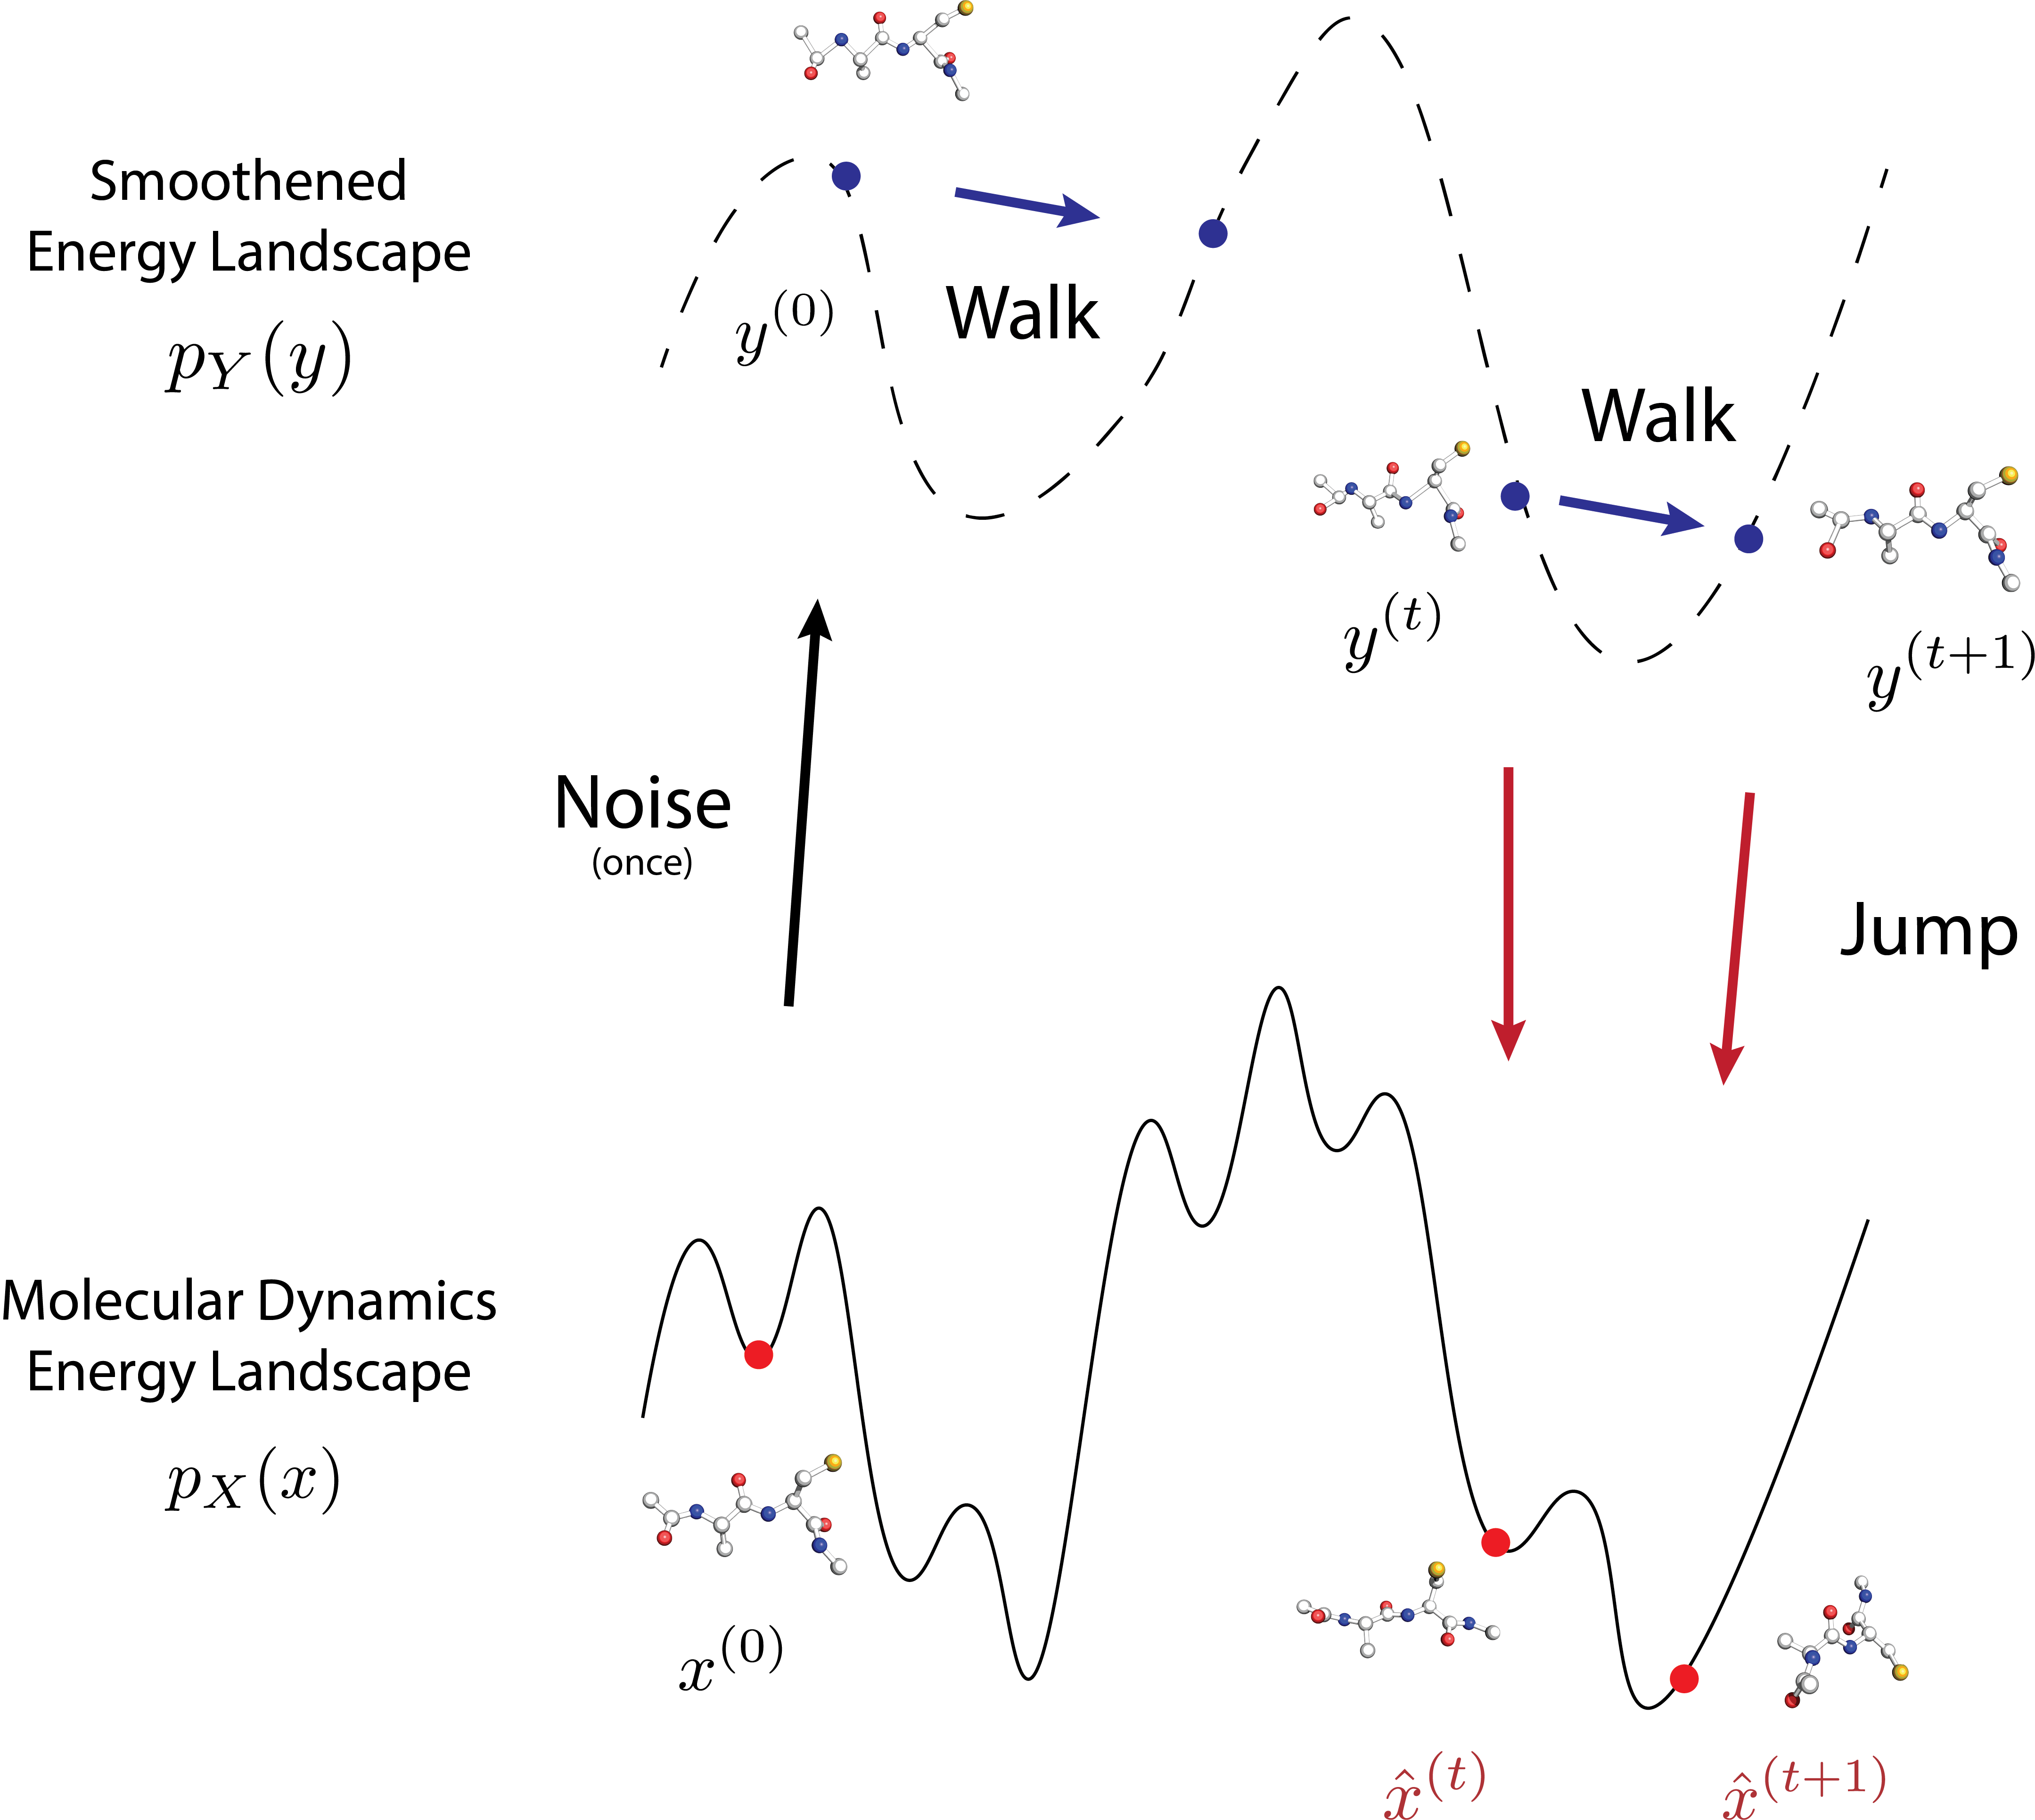 Smoothened
Energy Landscape
p_Y(y)
y^{(0)}
Walk
Walk
y^{(t)}
y^{(t+1)}
Noise
(once)
Jump
Molecular Dynamics
Energy Landscape
p_X(x)
x^{(0)}
\hat{x}^{(t)}
\hat{x}^{(t+1)}